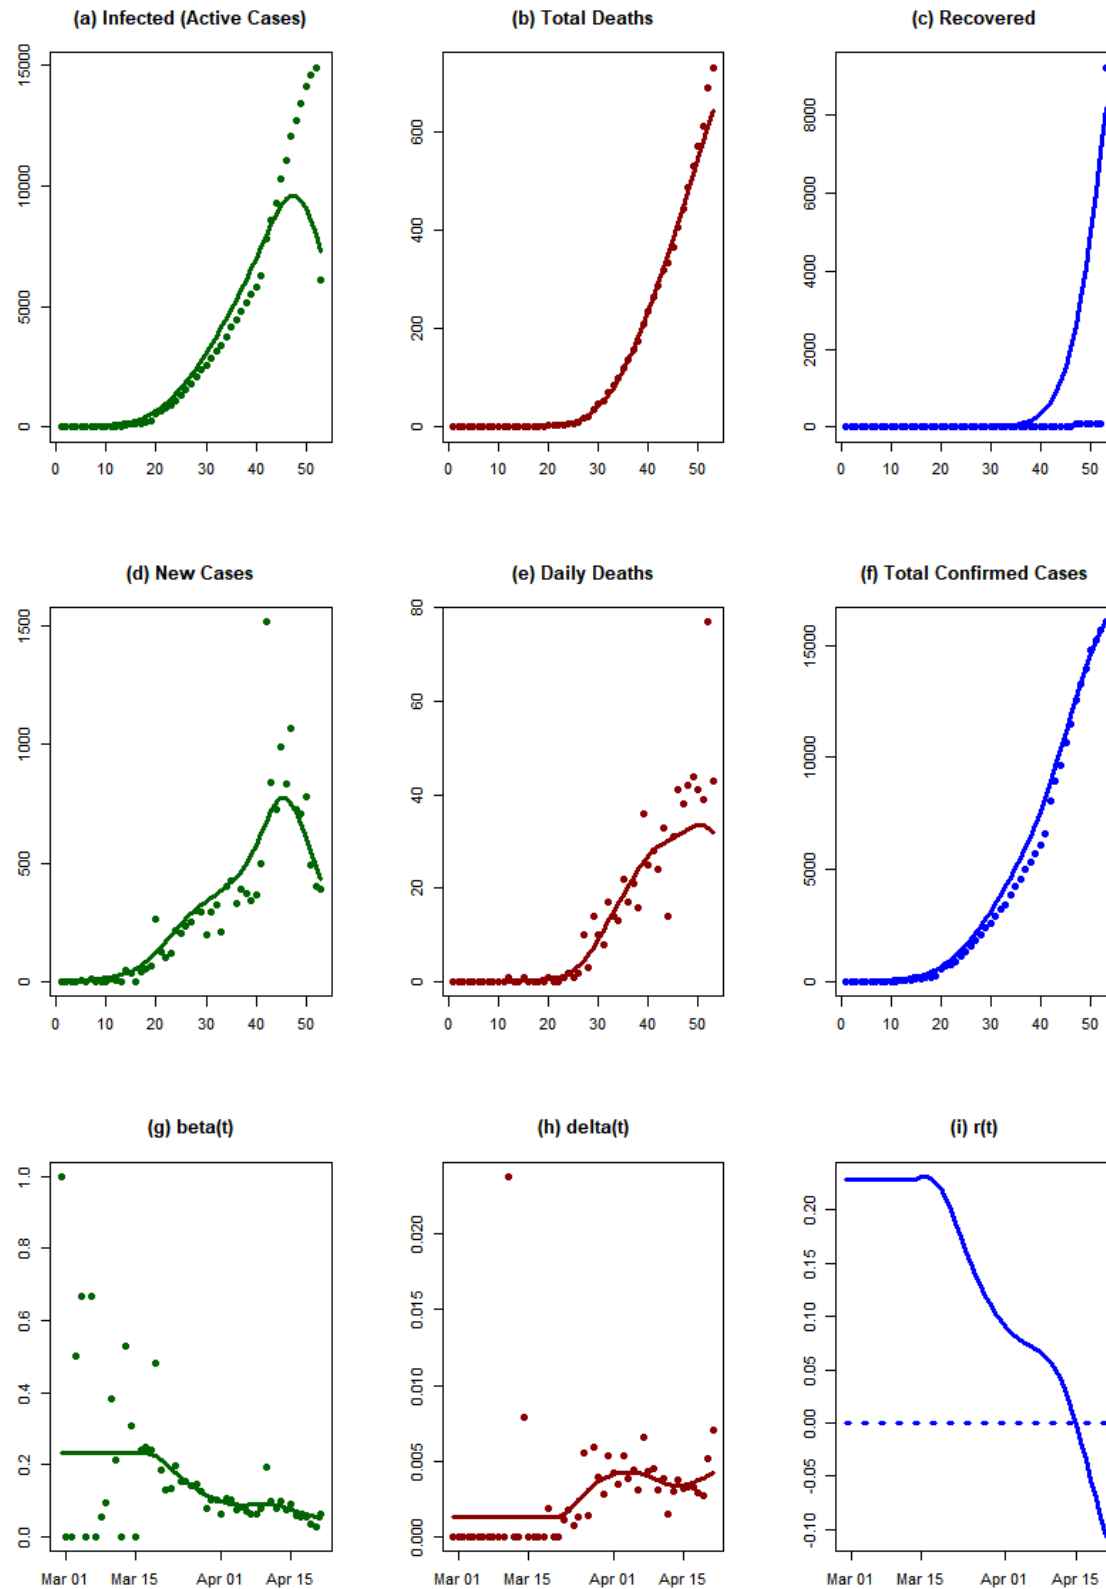 (a) Infected (Active Cases)
(b) Total Deaths
(c) Recovered
15000
10000
5000
0
0 10 20 30 40 50
600
400
200
0
0 10 20 30 40 50
8000
6000
4000
2000
0
0 10 20 30 40 50
(d) New Cases
(e) Daily Deaths
(f) Total Confirmed Cases
1500
1000
500
0
0 10 20 30 40 50
80
60
40
20
0
0 10 20 30 40 50
15000
10000
5000
0
0 10 20 30 40 50
(g) beta(t)
(h) delta(t)
(i) r(t)
1.0
0.8
0.6
0.4
0.2
0.0
Mar 01 Mar 15 Apr 01 Apr 15
0.020
0.015
0.010
0.005
0.000
Mar 01 Mar 15 Apr 01 Apr 15
0.20
0.15
0.10
0.05
0.00
-0.05
-0.10
Mar 01 Mar 15 Apr 01 Apr 15